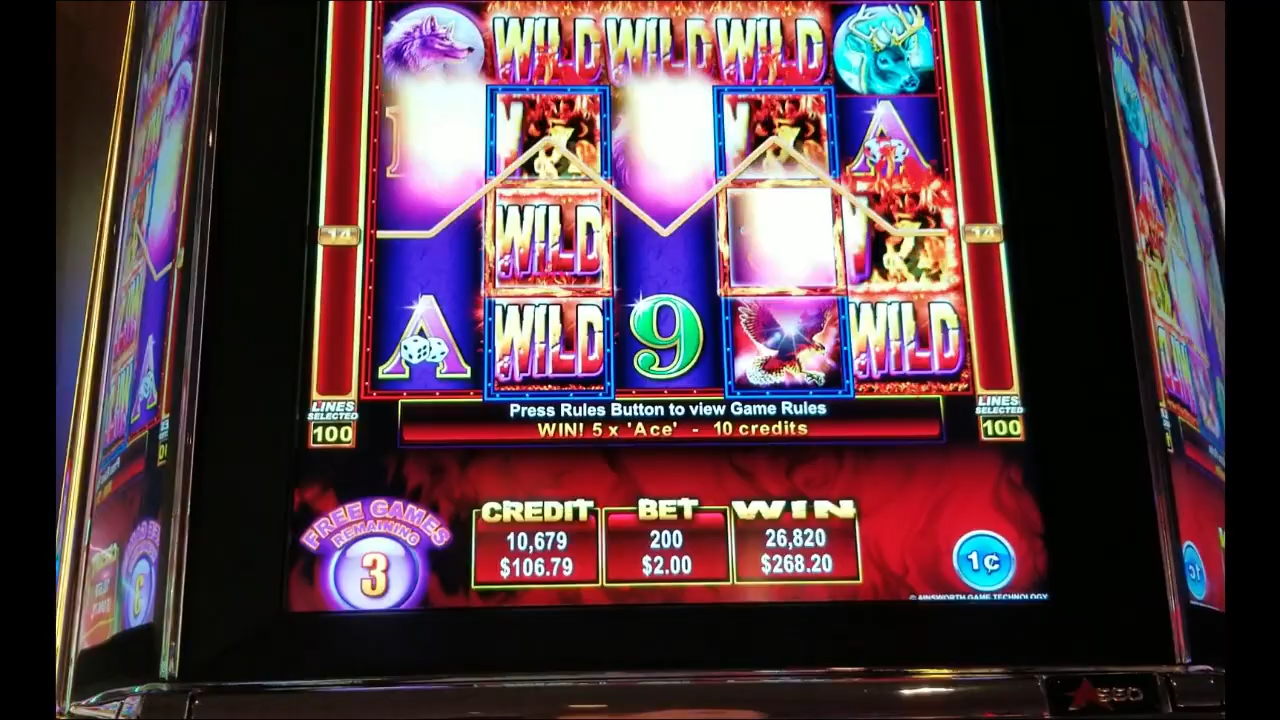 WILD WILD WILD
A
WILD
14 14
A WILD 9 WILD
Press Rules Button to view Game Rules
LINES SELECTED 100
WIN! 5 x 'Ace' - 10 credits
LINES SELECTED 100
FREE GAMES REMAINING
3
CREDIT BET WIN
10,679 200 26,820
$106.79 $2.00 $268.20
1¢
© AINSWORTH GAME TECHNOLOGY
A560